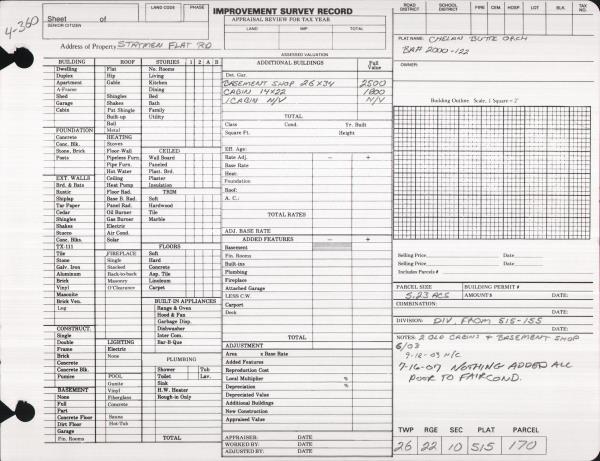 4-360
Sheet of
SENIOR CITIZEN
LAND CODE
PHASE
IMPROVEMENT SURVEY RECORD
APPRAISAL REVIEW FOR TAX YEAR
LAND IMP. TOTAL
ROAD DISTRICT SCHOOL DISTRICT FIRE CEM. HOSP. LOT BLK. TAX NO.
Address of Property STAYMEN FLAT RD
ASSESSED VALUATION
PLAT NAME: CHELAN BUTTE ORCH
BAP 2000-122
OWNER:
BUILDING ROOF STORIES 1 2 A B
Dwelling Flat No. Rooms
Duplex Hip Living
Apartment Gable Kitchen
A-Frame Dining
Shed Shingles Bed
Garage Shakes Bath
Cabin Pat Shingle Family
Built-up Utility
Roll
FOUNDATION Metal
Concrete HEATING
Conc. Blk. Stoves CEILED
Stone, Brick Floor Wall Wall Board
Posts Pipeless Furn. Paneled
Pipe Furn. Plast. Brd.
Hot Water Plaster
EXT. WALLS Ceiling Insulation
Brd. & Bats Heat Pump
Rustic Floor Rad. TRIM
Shiplap Base B. Rad. Soft
Tar Paper Panel Rad. Hardwood
Cedar Oil Burner Tile
Shingles Gas Burner Marble
Shakes Electric
Stucco Air Cond.
Conc. Blks. Solar
TX-111 FLOORS
Tile FIREPLACE Soft
Stone Single Hard
Galv. Iron Stacked Concrete
Aluminum Back-to-back Asp. Tile
Brick Masonry Linoleum
Vinyl O'Clearance Carpet
Masonite
Brick Ven. BUILT-IN APPLIANCES
Log Range & Oven
Hood & Fan
Garbage Disp.
CONSTRUCT. Dishwasher
Single Inter Com.
Double LIGHTING Bar-B-Que
Frame Electric
Brick None PLUMBING
Concrete
Concrete Blk. Shower Tub
Pumice POOL Toilet Lav.
Gunite Sink
BASEMENT Vinyl H.W. Heater
None Fiberglass Rough-in Only
Full Concrete
Part
Concrete Floor Sauna
Dirt Floor Hot-Tub
Garage
Fin. Rooms TOTAL
ADDITIONAL BUILDINGS Full Value
Det. Gar.
BASEMENT SHOP 26x34 2500
CABIN 14x22 1800
1 CABIN N/V N/V
TOTAL
Class Cond. Yr. Built
Square Ft. Height
Eff. Age:
Rate Adj. − +
Base Rate
Heat:
Foundation
Roof:
A. C.:
TOTAL RATES
ADJ. BASE RATE
ADDED FEATURES − +
Basement
Fin. Rooms
Built-ins
Plumbing
Fireplace
Attached Garage
LESS C.W.
Carport
Deck
TOTAL
ADJUSTMENT
Area x Base Rate
Added Features
Reproduction Cost
Local Multiplier %
Depreciation %
Depreciated Value
Additional Buildings
New Construction
Appraised Value
APPRAISER: DATE
WORKED BY: DATE
ADJUSTED BY: DATE
Building Outline Scale, 1 Square = 2'
Selling Price Date:
Selling Price Date:
Includes Parcels #
PARCEL SIZE BUILDING PERMIT #
5.23 ACS AMOUNT $ DATE:
COMBINATION:
DATE:
DIVISION: DIV. FROM 515-155
DATE:
NOTES: 2 OLD CABINS & BASEMENT SHOP
6/03
9-12-03 N/C
7-16-07 NOTHING ADDED ALL
POOR TO FAIR COND.
TWP RGE SEC PLAT PARCEL
26 22 10 515 170